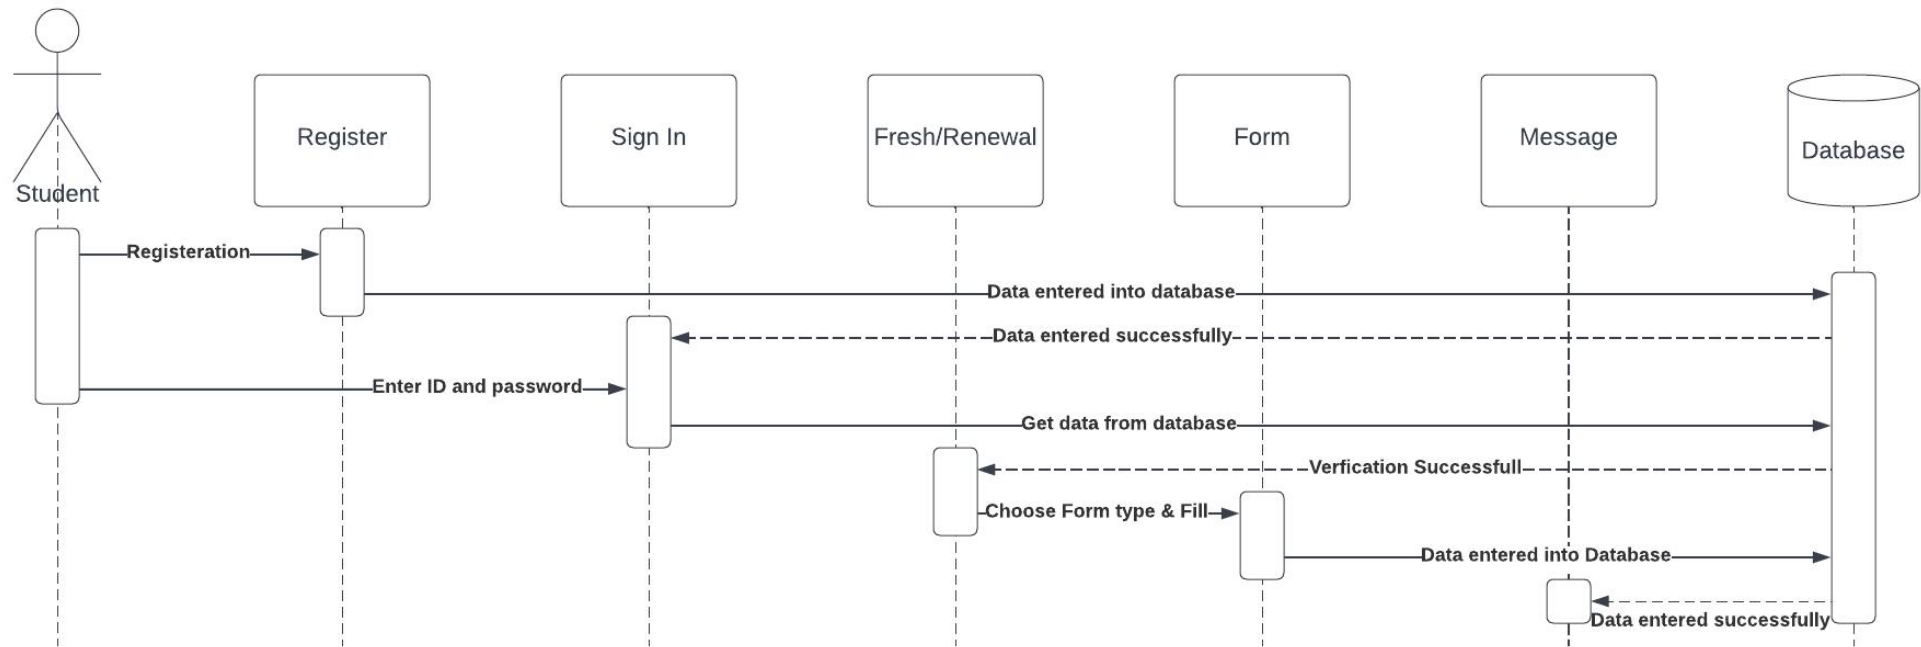 Register
Sign In
Fresh/Renewal
Form
Message
Database
Student
Registeration
Data entered into database
Data entered successfully
Enter ID and password
Get data from database
Verfication Successfull
Choose Form type & Fill
Data entered into Database
Data entered successfully